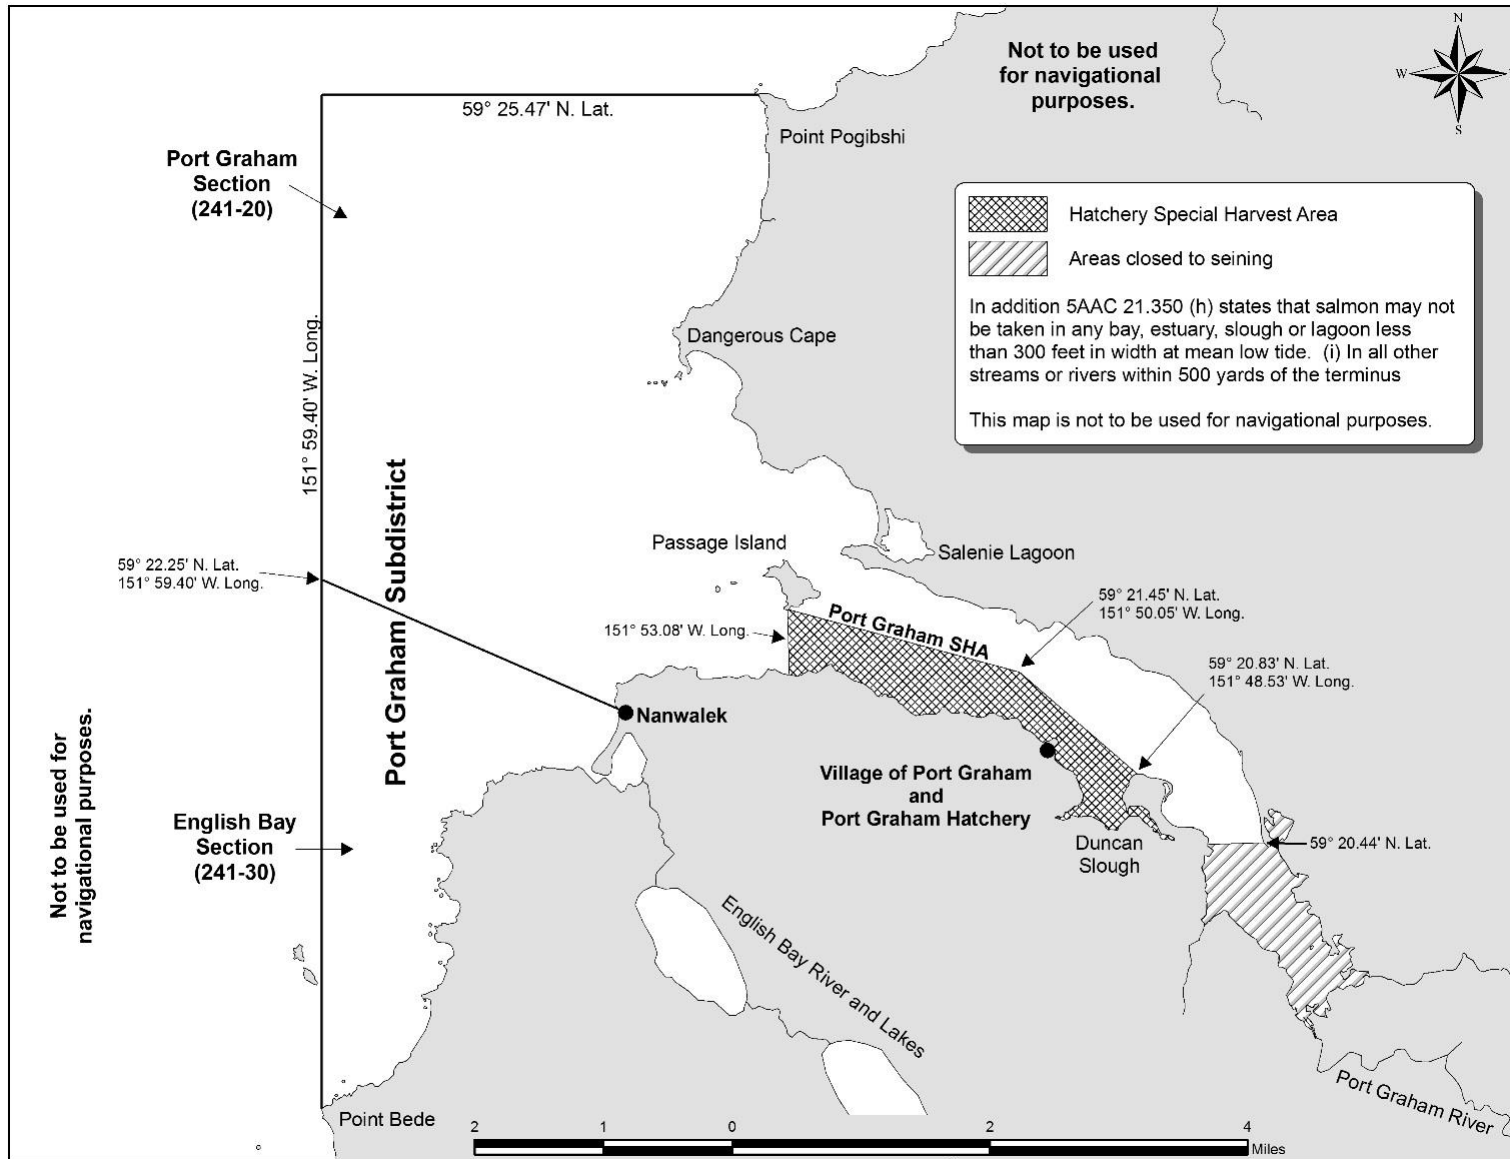 Not to be used
for navigational
purposes.
N
W
S
59° 25.47' N. Lat.
Point Pogibshi
Port Graham
Section
(241-20)
Hatchery Special Harvest Area
Areas closed to seining
In addition 5AAC 21.350 (h) states that salmon may not
be taken in any bay, estuary, slough or lagoon less
than 300 feet in width at mean low tide.  (i) In all other
streams or rivers within 500 yards of the terminus
This map is not to be used for navigational purposes.
151° 59.40' W. Long.
Dangerous Cape
Port Graham Subdistrict
Passage Island
Salenie Lagoon
59° 22.25' N. Lat.
151° 59.40' W. Long.
59° 21.45' N. Lat.
151° 50.05' W. Long.
Port Graham SHA
151° 53.08' W. Long.
59° 20.83' N. Lat.
151° 48.53' W. Long.
Nanwalek
Not to be used for
navigational purposes.
Village of Port Graham
and
Port Graham Hatchery
English Bay
Section
(241-30)
Duncan
Slough
59° 20.44' N. Lat.
English Bay River and Lakes
Port Graham River
Point Bede
2 1 0 2 4
Miles